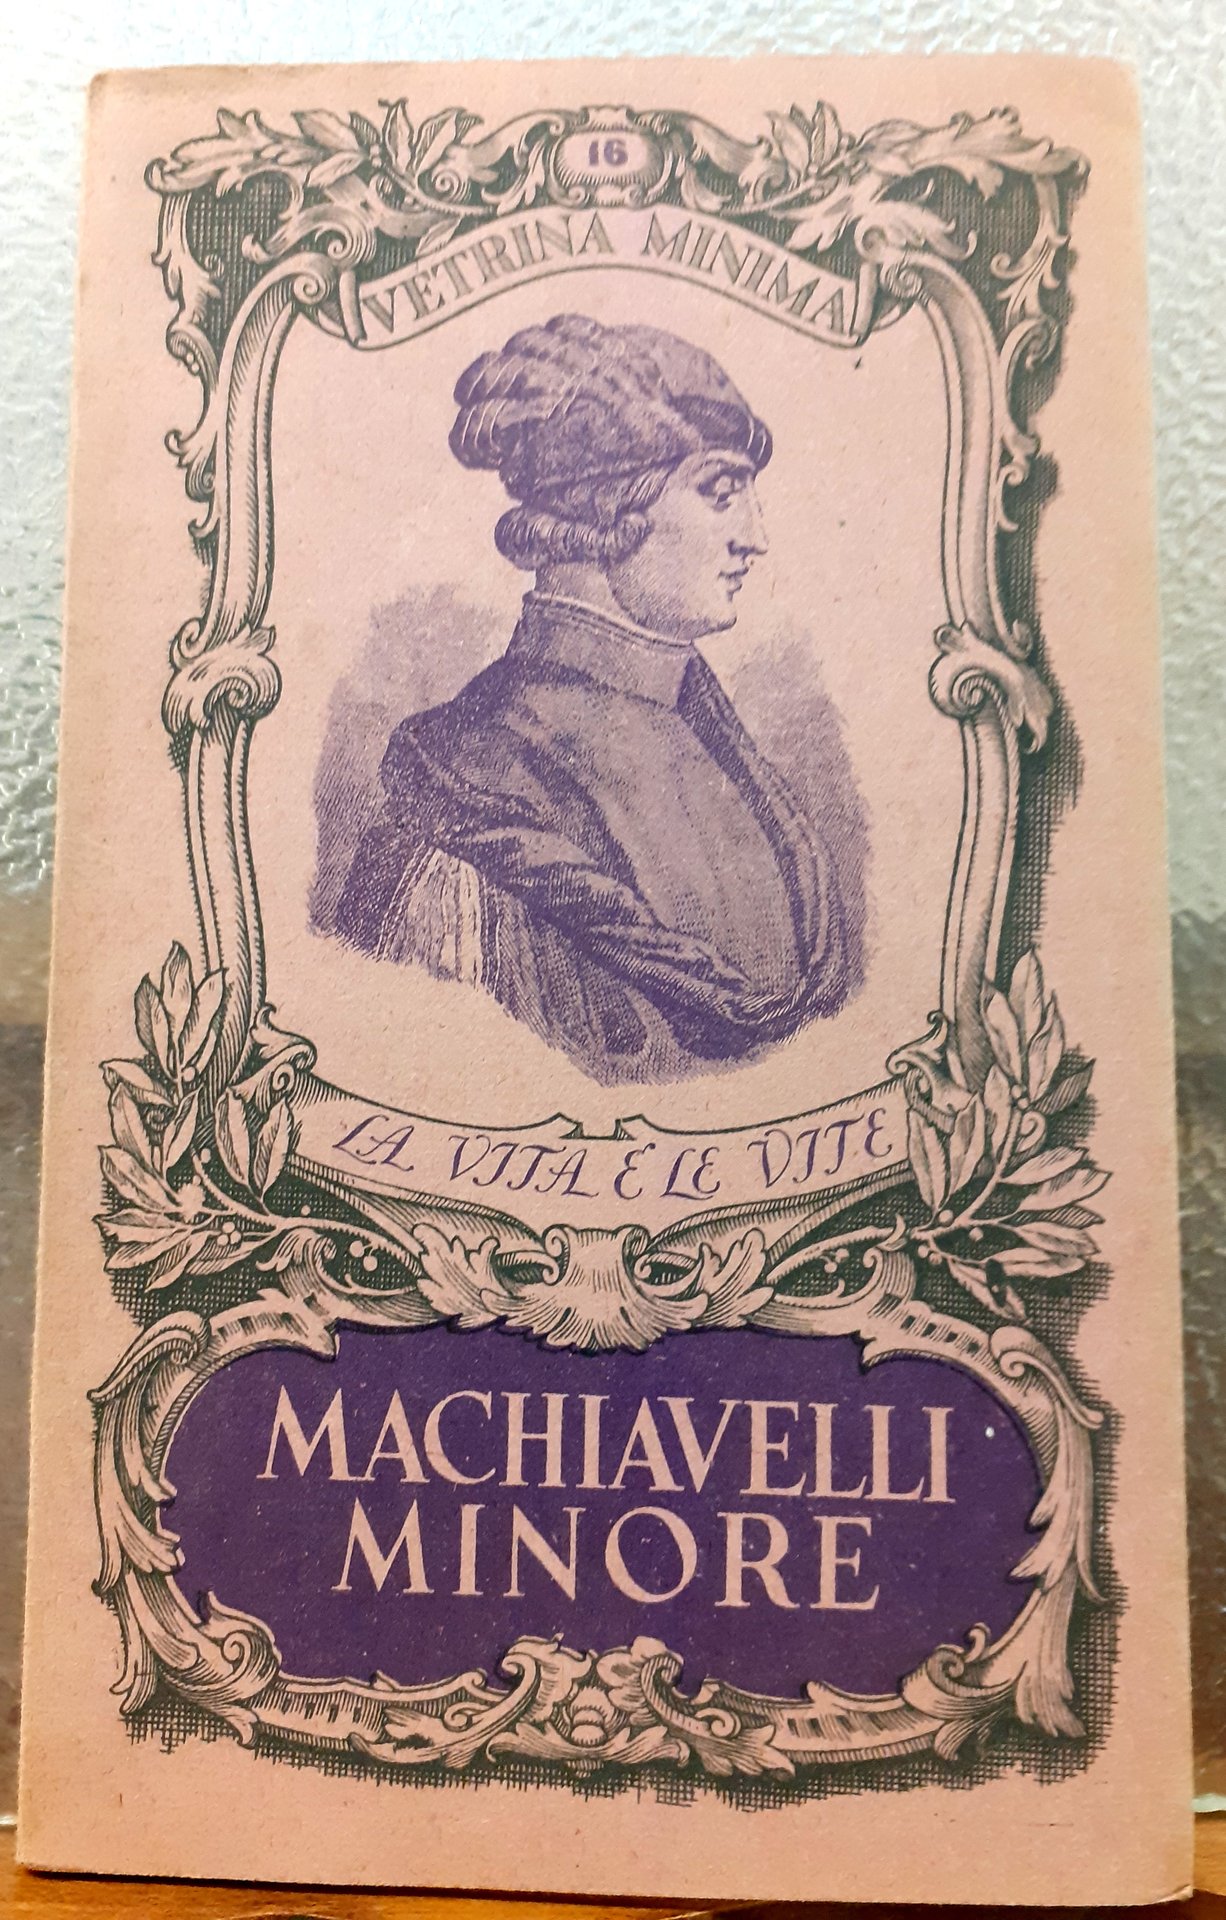 16
VETRINA MINIMA
LA VITA E LE VITE
MACHIAVELLI
MINORE